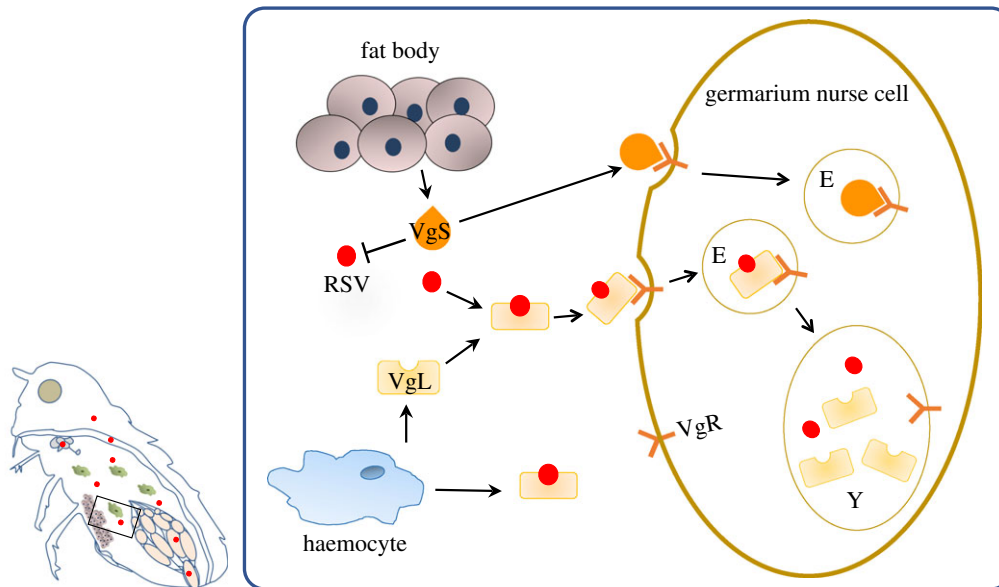 fat body
germarium nurse cell
E
VgS
E
RSV
VgL
VgR
Y
haemocyte